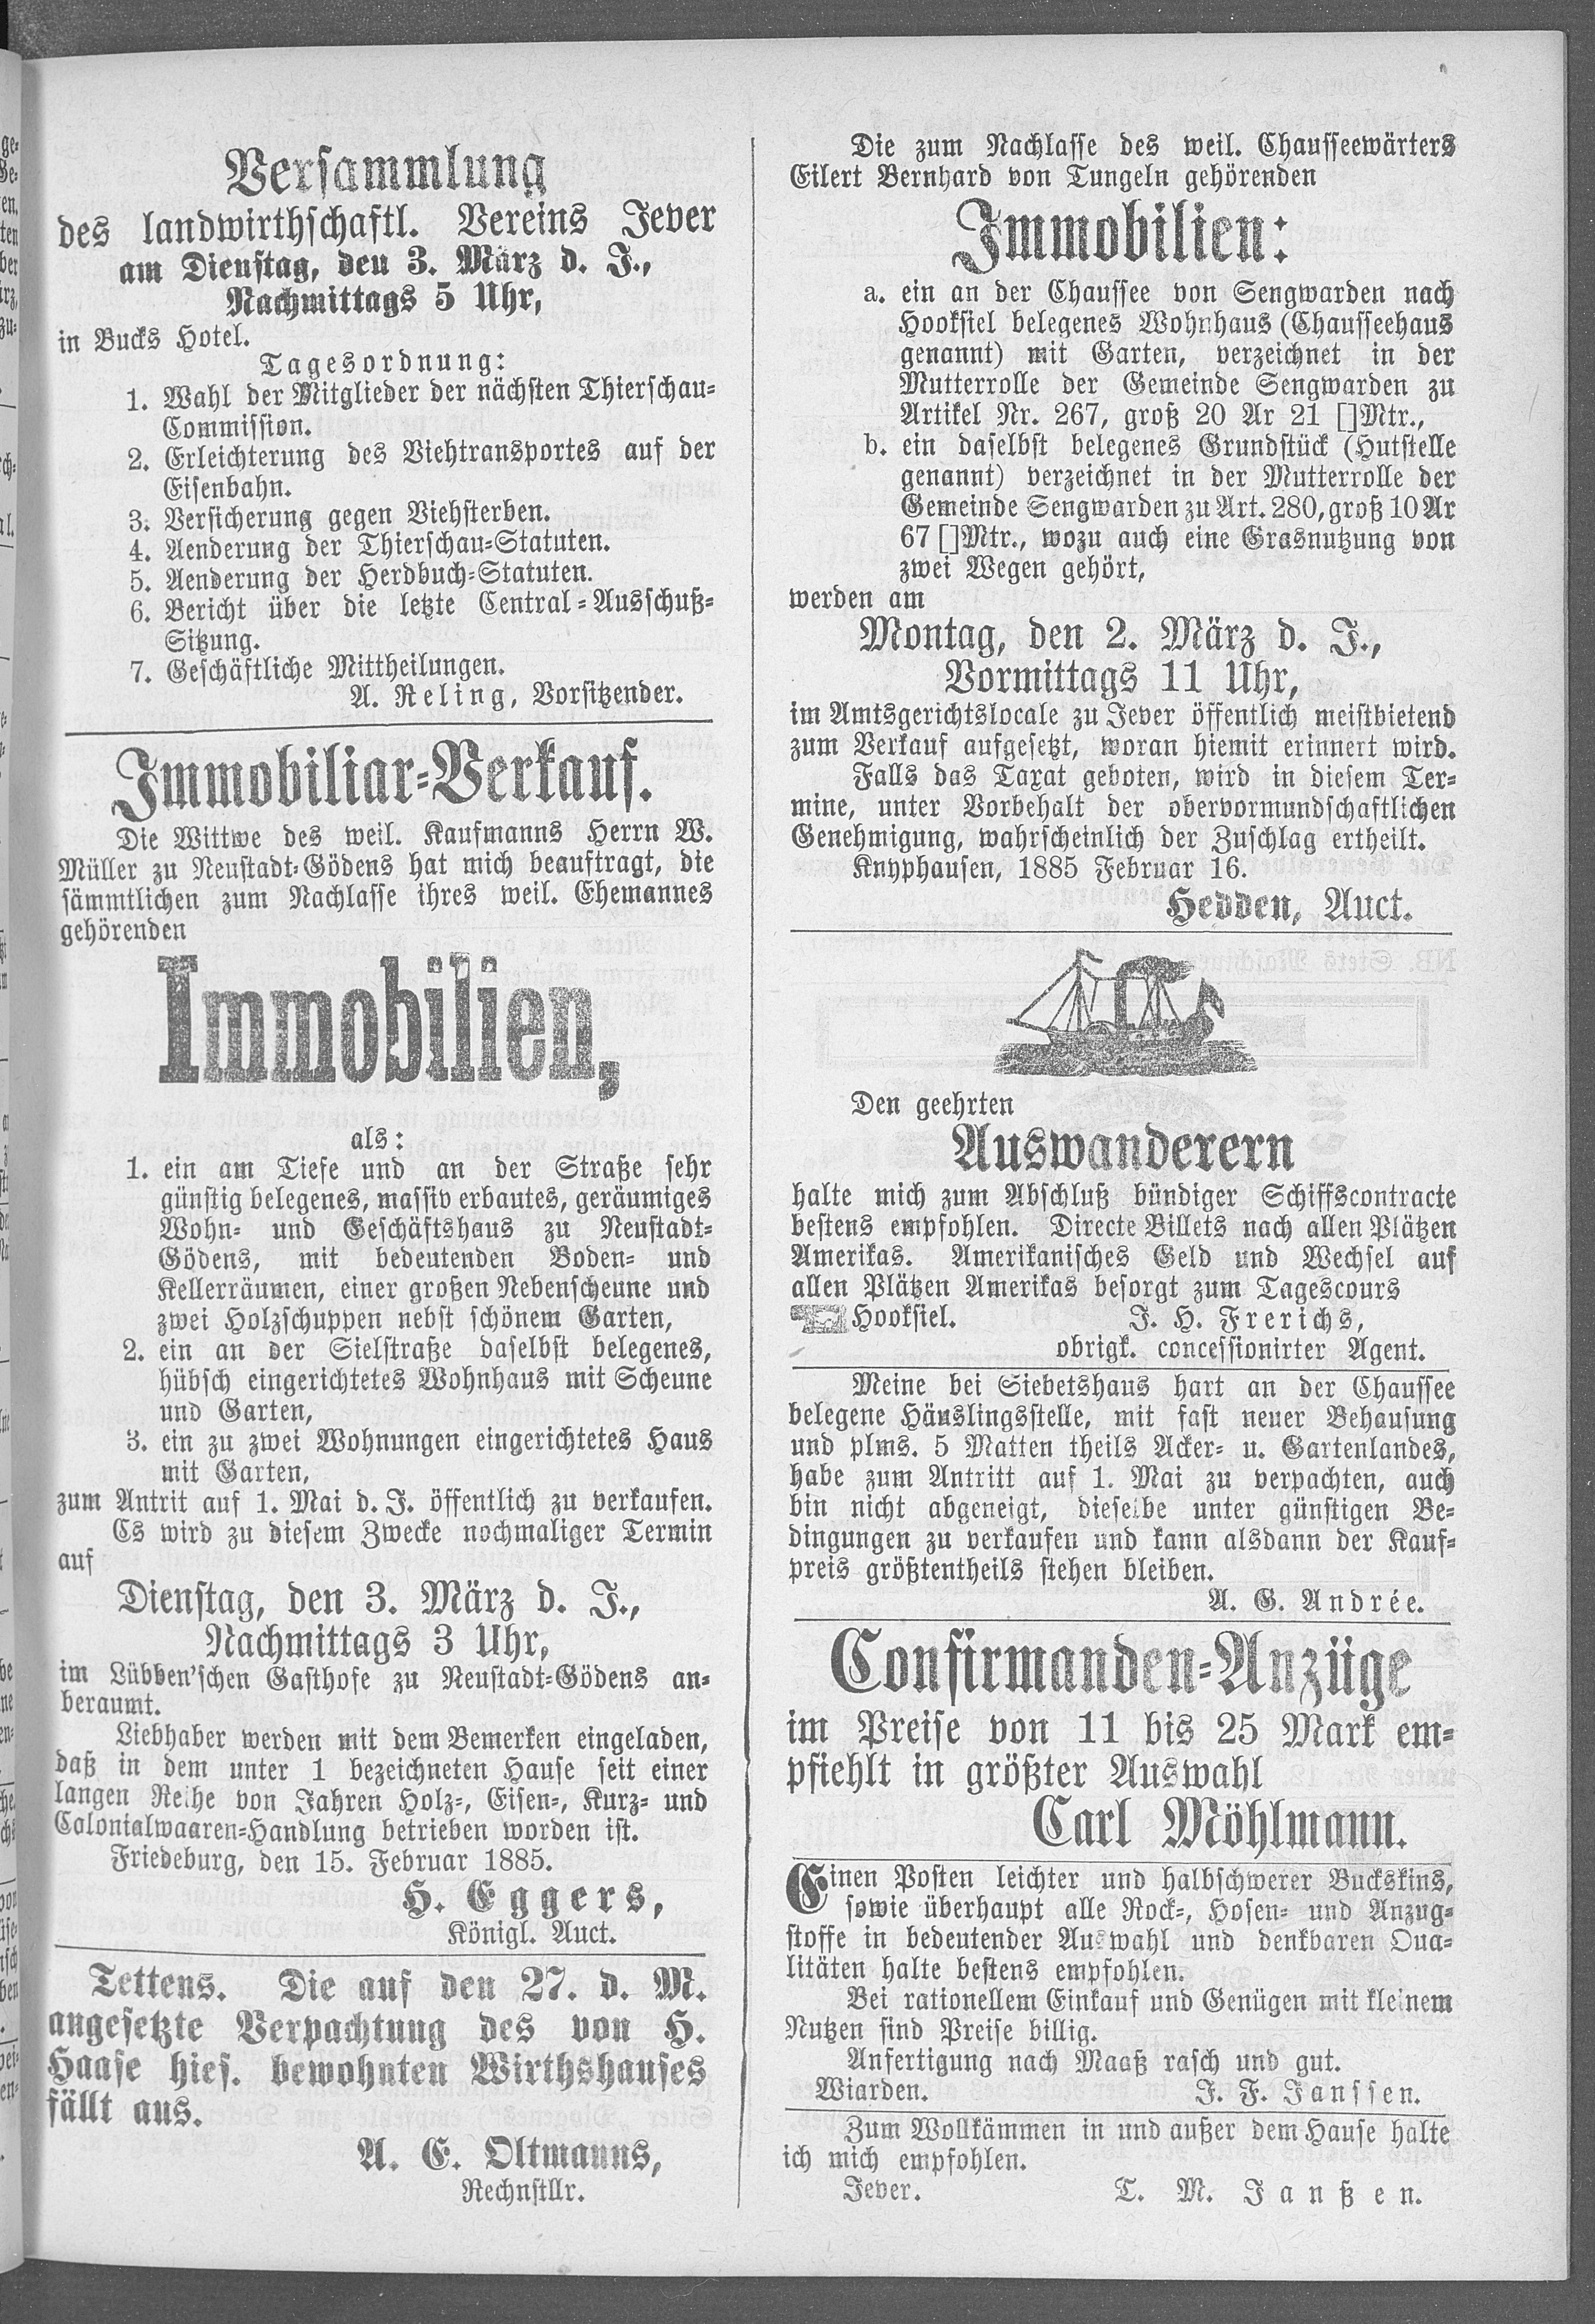 Versammlung
des landwirthschaftl. Vereins Jever
am Dienstag, den 3. März d. J.,
Nachmittags 5 Uhr,
in Bucks Hotel.
Tagesordnung:
1. Wahl der Mitglieder der nächsten Thierschau-
Commission.
2. Erleichterung des Viehtransportes auf der
Eisenbahn.
3. Versicherung gegen Viehsterben.
4. Aenderung der Thierschau-Statuten.
5. Aenderung der Herdbuch-Statuten.
6. Bericht über die letzte Central-Ausschuß-
Sitzung.
7. Geschäftliche Mittheilungen.
A. Reling, Vorsitzender.
Immobiliar-Verkauf.
Die Wittwe des weil. Kaufmanns Herrn W.
Müller zu Neustadt-Gödens hat mich beauftragt, die
sämmtlichen zum Nachlasse ihres weil. Ehemannes
gehörenden
Immobilien,
als:
1. ein am Tiefe und an der Straße sehr
günstig belegenes, massiv erbautes, geräumiges
Wohn- und Geschäftshaus zu Neustadt-
Gödens, mit bedeutenden Boden- und
Kellerräumen, einer großen Nebenscheune und
zwei Holzschuppen nebst schönem Garten,
2. ein an der Sielstraße daselbst belegenes,
hübsch eingerichtetes Wohnhaus mit Scheune
und Garten,
3. ein zu zwei Wohnungen eingerichtetes Haus
mit Garten,
zum Antrit auf 1. Mai d. J. öffentlich zu verkaufen.
Es wird zu diesem Zwecke nochmaliger Termin
auf
Dienstag, den 3. März d. J.,
Nachmittags 3 Uhr,
im Lübben'schen Gasthofe zu Neustadt-Gödens an-
beraumt.
Liebhaber werden mit dem Bemerken eingeladen,
daß in dem unter 1 bezeichneten Hause seit einer
langen Reihe von Jahren Holz-, Eisen-, Kurz- und
Colonialwaaren-Handlung betrieben worden ist.
Friedeburg, den 15. Februar 1885.
H. Eggers,
Königl. Auct.
Tettens. Die auf den 27. d. M.
angesetzte Verpachtung des von H.
Haase hies. bewohnten Wirthshauses
fällt aus.
A. E. Oltmanns,
Rechnstllr.
Die zum Nachlasse des weil. Chausseewärters
Eilert Bernhard von Tungeln gehörenden
Immobilien:
a. ein an der Chaussee von Sengwarden nach
Hooksiel belegenes Wohnhaus (Chausseehaus
genannt) mit Garten, verzeichnet in der
Mutterrolle der Gemeinde Sengwarden zu
Artikel Nr. 267, groß 20 Ar 21 []Mtr.,
b. ein daselbst belegenes Grundstück (Hutstelle
genannt) verzeichnet in der Mutterrolle der
Gemeinde Sengwarden zu Art. 280, groß 10 Ar
67 []Mtr., wozu auch eine Grasnutzung von
zwei Wegen gehört,
werden am
Montag, den 2. März d. J.,
Vormittags 11 Uhr,
im Amtsgerichtslocale zu Jever öffentlich meistbietend
zum Verkauf aufgesetzt, woran hiemit erinnert wird.
Falls das Taxat geboten, wird in diesem Ter-
mine, unter Vorbehalt der obervormundschaftlichen
Genehmigung, wahrscheinlich der Zuschlag ertheilt.
Knyphausen, 1885 Februar 16.
Hedden, Auct.
Den geehrten
Auswanderern
halte mich zum Abschluß bündiger Schiffscontracte
bestens empfohlen. Directe Billets nach allen Plätzen
Amerikas. Amerikanisches Geld und Wechsel auf
allen Plätzen Amerikas besorgt zum Tagescours
Hooksiel. J. H. Frerichs,
obrigk. concessionirter Agent.
Meine bei Siebetshaus hart an der Chaussee
belegene Häuslingsstelle, mit fast neuer Behausung
und plms. 5 Matten theils Acker- u. Gartenlandes,
habe zum Antritt auf 1. Mai zu verpachten, auch
bin nicht abgeneigt, dieselbe unter günstigen Be-
dingungen zu verkaufen und kann alsdann der Kauf-
preis größtentheils stehen bleiben.
A. G. Andrée.
Confirmanden-Anzüge
im Preise von 11 bis 25 Mark em-
pfiehlt in größter Auswahl
Carl Möhlmann.
Einen Posten leichter und halbschwerer Buckskins,
sowie überhaupt alle Rock-, Hosen- und Anzug-
stoffe in bedeutender Auswahl und denkbaren Qua-
litäten halte bestens empfohlen.
Bei rationellem Einkauf und Genügen mit kleinem
Nutzen sind Preise billig.
Anfertigung nach Maaß rasch und gut.
Wiarden. J. F. Janssen.
Zum Wollkämmen in und außer dem Hause halte
ich mich empfohlen.
Jever. T. M. Janßen.